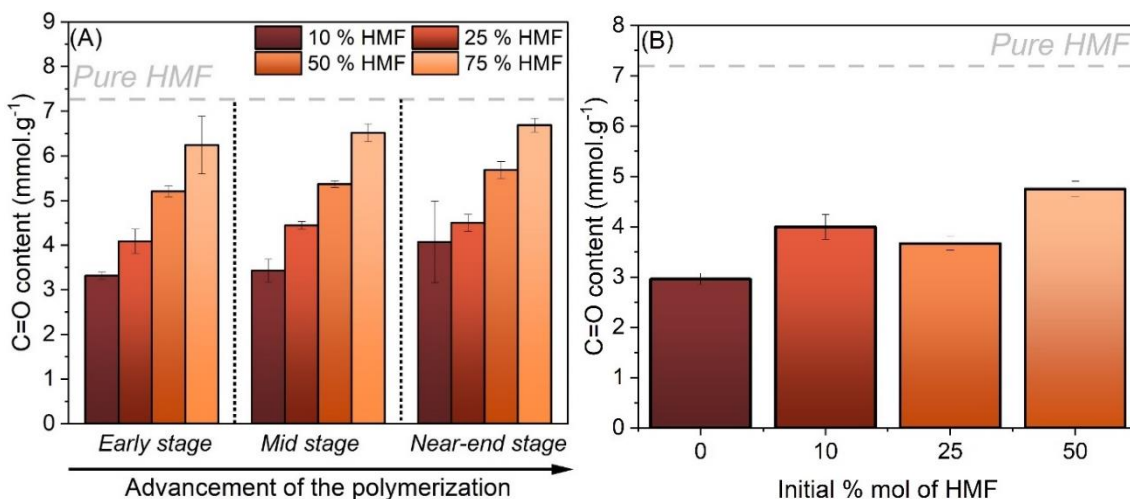 (A)
10 % HMF 25 % HMF
50 % HMF 75 % HMF
Pure HMF
9
8
7
6
5
4
3
2
1
0
C=O content (mmol.g⁻¹)
Early stage Mid stage Near-end stage
Advancement of the polymerization
(B)
Pure HMF
8
7
6
5
4
3
2
1
0
C=O content (mmol.g⁻¹)
0 10 25 50
Initial % mol of HMF